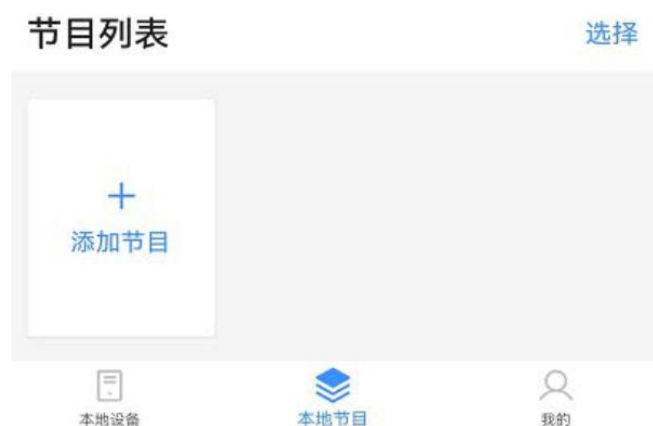 节目列表 选择
添加节目
本地设备 本地节目 我的